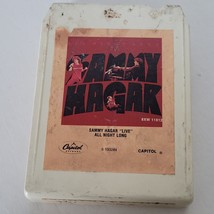 SAMMY
HAGAR
SAMMY HAGAR "LIVE"
ALL NIGHT LONG
Capitol
CAPITOL